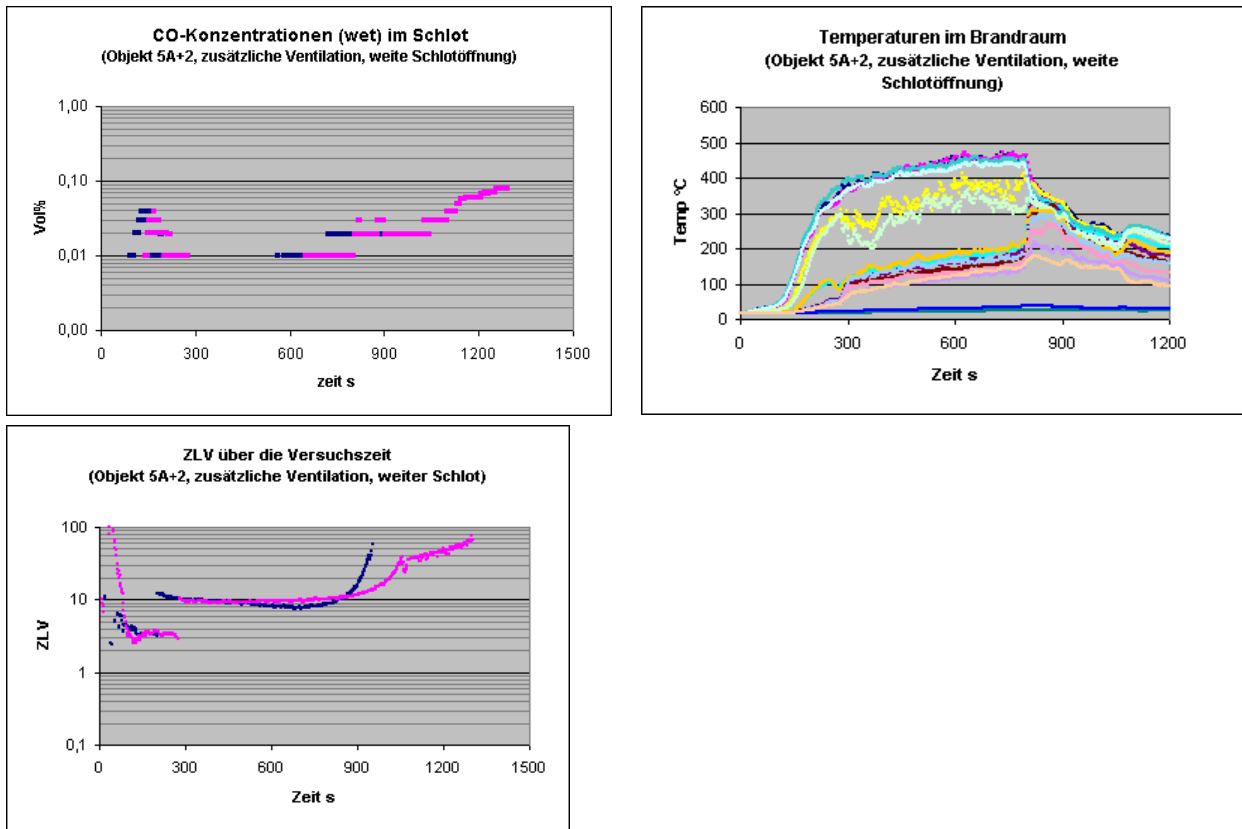 CO-Konzentrationen (wet) im Schlot
(Objekt 5A+2, zusätzliche Ventilation, weite Schlotöffnung)
1,00
0,10
0,01
0,00
Vol%
0 300 600 900 1200 1500
zeit s
Temperaturen im Brandraum
(Objekt 5A+2, zusätzliche Ventilation, weite
Schlotöffnung)
600
500
400
300
200
100
0
Temp °C
0 300 600 900 1200
Zeit s
ZLV über die Versuchszeit
(Objekt 5A+2, zusätzliche Ventilation, weiter Schlot)
100
10
1
0,1
ZLV
0 300 600 900 1200 1500
Zeit s